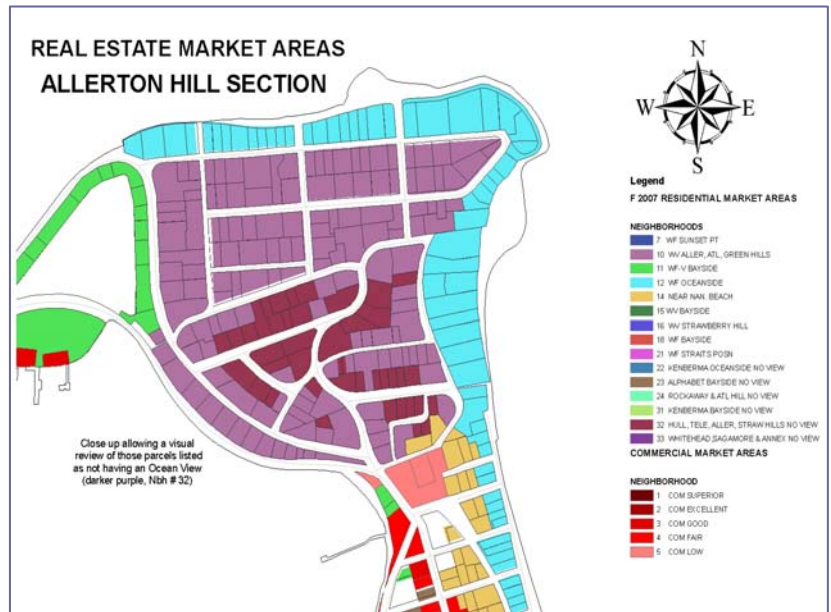 REAL ESTATE MARKET AREAS
ALLERTON HILL SECTION
N
W
E
S
Legend
F 2007 RESIDENTIAL MARKET AREAS
NEIGHBORHOODS
7 WF SUNSET PT
10 WV ALLER, ATL, GREEN HILLS
11 WF-V BAYSIDE
12 WF OCEANSIDE
14 NEAR NAN. BEACH
15 WV BAYSIDE
16 WV STRAWBERRY HILL
18 WF BAYSIDE
21 WF STRAITS POSN
22 KENBERMA OCEANSIDE NO VIEW
23 ALPHABET BAYSIDE NO VIEW
24 ROCKAWAY & ATL HILL NO VIEW
31 KENBERMA BAYSIDE NO VIEW
32 HULL, TELE, ALLER, STRAW HILLS NO VIEW
33 WHITEHEAD, SAGAMORE & ANNEX NO VIEW
COMMERCIAL MARKET AREAS
NEIGHBORHOOD
1 COM SUPERIOR
2 COM EXCELLENT
3 COM GOOD
4 COM FAIR
5 COM LOW
Close up allowing a visual
review of those parcels listed
as not having an Ocean View
(darker purple, Nbh # 32)